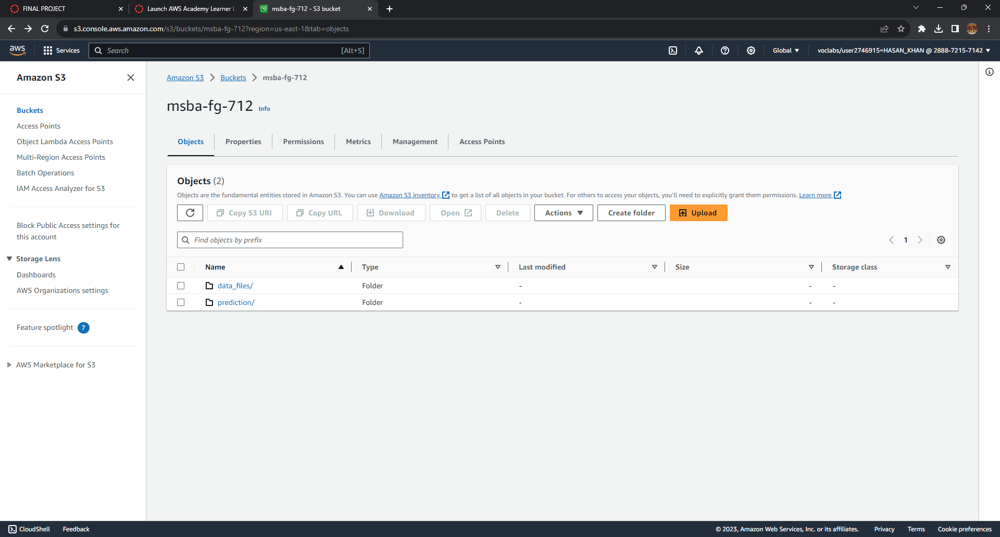 FINAL PROJECT
Launch AWS Academy Learner L
msba-fg-712 - S3 bucket
s3.console.aws.amazon.com/s3/buckets/msba-fg-712?region=us-east-1&tab=objects
aws
Services
Search
[Alt+S]
Global
voclabs/user2746915=HASAN_KHAN @ 2888-7215-7142
Amazon S3
Buckets
Access Points
Object Lambda Access Points
Multi-Region Access Points
Batch Operations
IAM Access Analyzer for S3
Block Public Access settings for
this account
Storage Lens
Dashboards
AWS Organizations settings
Feature spotlight 7
AWS Marketplace for S3
Amazon S3 > Buckets > msba-fg-712
msba-fg-712 Info
Objects
Properties
Permissions
Metrics
Management
Access Points
Objects (2)
Objects are the fundamental entities stored in Amazon S3. You can use Amazon S3 inventory to get a list of all objects in your bucket. For others to access your objects, you'll need to explicitly grant them permissions. Learn more
Copy S3 URI
Copy URL
Download
Open
Delete
Actions
Create folder
Upload
Find objects by prefix
1
Name Type Last modified Size Storage class
data_files/ Folder - - -
prediction/ Folder - - -
CloudShell
Feedback
© 2023, Amazon Web Services, Inc. or its affiliates.
Privacy
Terms
Cookie preferences